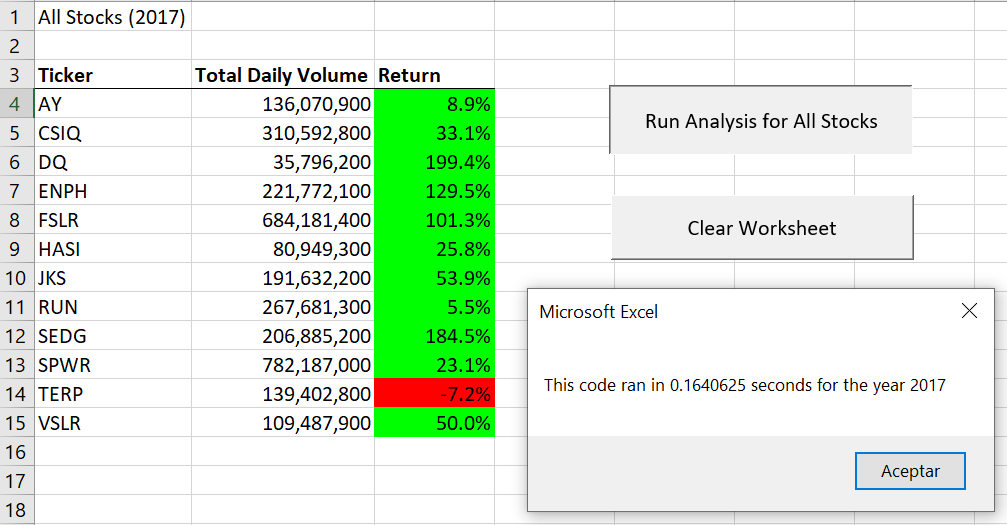 1 All Stocks (2017)
2
3 Ticker Total Daily Volume Return
4 AY 136,070,900 8.9%
5 CSIQ 310,592,800 33.1%
6 DQ 35,796,200 199.4%
7 ENPH 221,772,100 129.5%
8 FSLR 684,181,400 101.3%
9 HASI 80,949,300 25.8%
10 JKS 191,632,200 53.9%
11 RUN 267,681,300 5.5%
12 SEDG 206,885,200 184.5%
13 SPWR 782,187,000 23.1%
14 TERP 139,402,800 -7.2%
15 VSLR 109,487,900 50.0%
16
17
18
Run Analysis for All Stocks
Clear Worksheet
Microsoft Excel
This code ran in 0.1640625 seconds for the year 2017
Aceptar